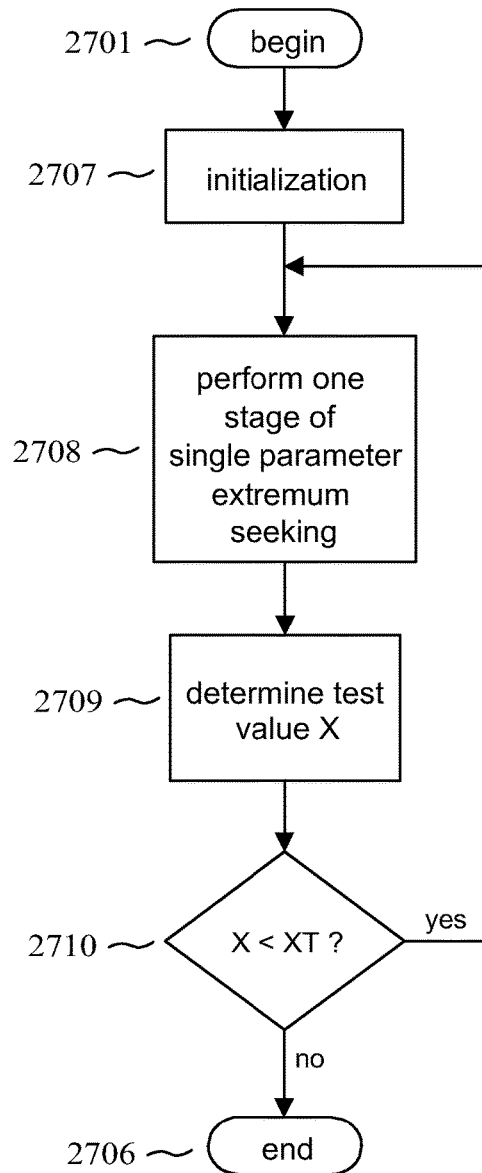 2701 begin
2707 initialization
perform one
stage of
2708 single parameter
extremum
seeking
2709 determine test
value X
2710 X < XT ? yes
no
2706 end